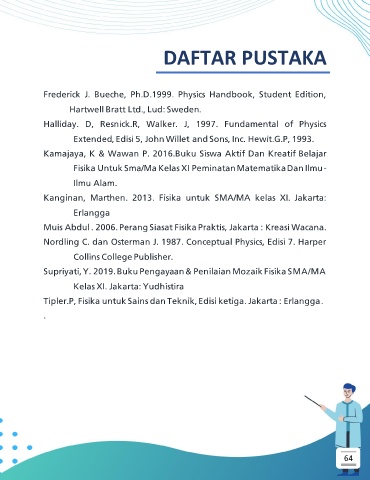 DAFTAR PUSTAKA
Frederick J. Bueche, Ph.D.1999. Physics Handbook, Student Edition,
Hartwell Bratt Ltd., Lud: Sweden.
Halliday. D, Resnick.R, Walker. J, 1997. Fundamental of Physics
Extended, Edisi 5, John Willet and Sons, Inc. Hewit.G.P, 1993.
Kamajaya, K & Wawan P. 2016.Buku Siswa Aktif Dan Kreatif Belajar
Fisika Untuk Sma/Ma Kelas XI Peminatan Matematika Dan Ilmu-
Ilmu Alam.
Kanginan, Marthen. 2013. Fisika untuk SMA/MA kelas XI. Jakarta:
Erlangga
Muis Abdul . 2006. Perang Siasat Fisika Praktis, Jakarta : Kreasi Wacana.
Nordling C. dan Osterman J. 1987. Conceptual Physics, Edisi 7. Harper
Collins College Publisher.
Supriyati, Y. 2019. Buku Pengayaan & Penilaian Mozaik Fisika SMA/MA
Kelas XI. Jakarta: Yudhistira
Tipler.P, Fisika untuk Sains dan Teknik, Edisi ketiga. Jakarta : Erlangga.
.
64